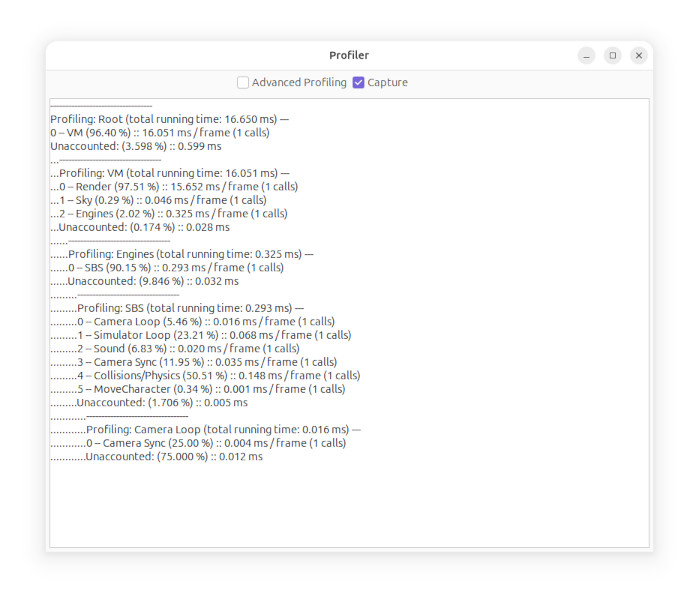 Profiler
Advanced Profiling Capture
----------------------------------
Profiling: Root (total running time: 16.650 ms) ---
0 -- VM (96.40 %) :: 16.051 ms / frame (1 calls)
Unaccounted: (3.598 %) :: 0.599 ms
...----------------------------------
...Profiling: VM (total running time: 16.051 ms) ---
...0 -- Render (97.51 %) :: 15.652 ms / frame (1 calls)
...1 -- Sky (0.29 %) :: 0.046 ms / frame (1 calls)
...2 -- Engines (2.02 %) :: 0.325 ms / frame (1 calls)
...Unaccounted: (0.174 %) :: 0.028 ms
......----------------------------------
......Profiling: Engines (total running time: 0.325 ms) ---
......0 -- SBS (90.15 %) :: 0.293 ms / frame (1 calls)
......Unaccounted: (9.846 %) :: 0.032 ms
.........----------------------------------
.........Profiling: SBS (total running time: 0.293 ms) ---
.........0 -- Camera Loop (5.46 %) :: 0.016 ms / frame (1 calls)
.........1 -- Simulator Loop (23.21 %) :: 0.068 ms / frame (1 calls)
.........2 -- Sound (6.83 %) :: 0.020 ms / frame (1 calls)
.........3 -- Camera Sync (11.95 %) :: 0.035 ms / frame (1 calls)
.........4 -- Collisions/Physics (50.51 %) :: 0.148 ms / frame (1 calls)
.........5 -- MoveCharacter (0.34 %) :: 0.001 ms / frame (1 calls)
.........Unaccounted: (1.706 %) :: 0.005 ms
............----------------------------------
............Profiling: Camera Loop (total running time: 0.016 ms) ---
............0 -- Camera Sync (25.00 %) :: 0.004 ms / frame (1 calls)
............Unaccounted: (75.000 %) :: 0.012 ms